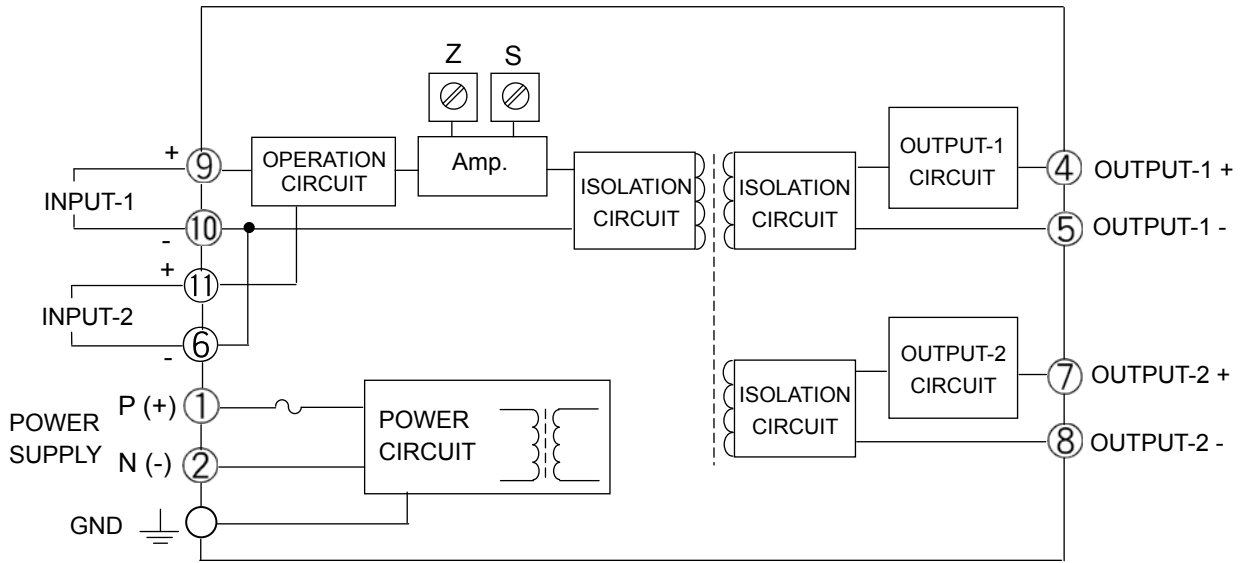 Z S
+
9
OPERATION
CIRCUIT
Amp.
ISOLATION
CIRCUIT
ISOLATION
CIRCUIT
OUTPUT-1
CIRCUIT
4
OUTPUT-1 +
INPUT-1
10
-
5
OUTPUT-1 -
+
11
INPUT-2
6
-
ISOLATION
CIRCUIT
OUTPUT-2
CIRCUIT
7
OUTPUT-2 +
8
OUTPUT-2 -
POWER
SUPPLY
P (+)
1
N (-)
2
POWER
CIRCUIT
GND